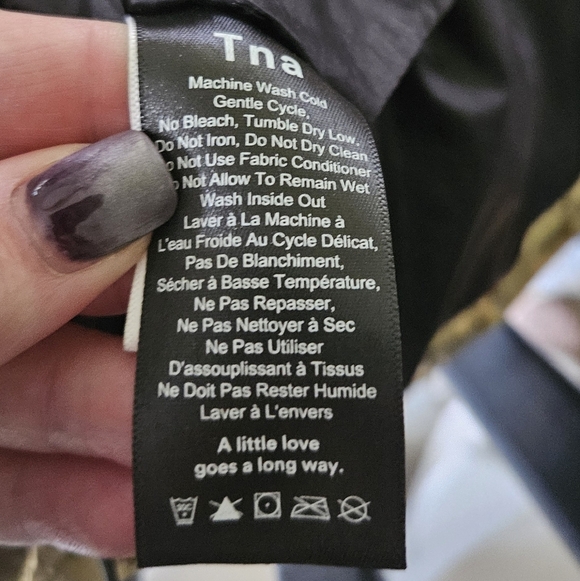 Tna
Machine Wash Cold
Gentle Cycle,
No Bleach, Tumble Dry Low,
Do Not Iron, Do Not Dry Clean
Not Use Fabric Conditioner
Not Allow To Remain Wet
Wash Inside Out
Laver à La Machine à
L'eau Froide Au Cycle Délicat,
Pas De Blanchiment,
Sécher à Basse Température,
Ne Pas Repasser,
Ne Pas Nettoyer à Sec
Ne Pas Utiliser
D'assouplissant à Tissus
Ne Doit Pas Rester Humide
Laver à L'envers
A little love
goes a long way.